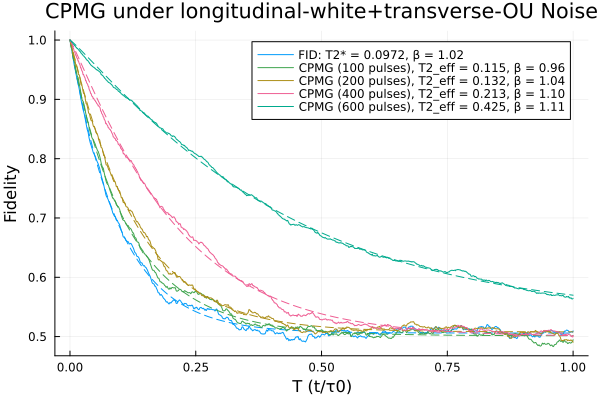 CPMG under longitudinal-white+transverse-OU Noise
FID: T2* = 0.0972, β = 1.02
CPMG (100 pulses), T2_eff = 0.115, β = 0.96
CPMG (200 pulses), T2_eff = 0.132, β = 1.04
CPMG (400 pulses), T2_eff = 0.213, β = 1.10
CPMG (600 pulses), T2_eff = 0.425, β = 1.11
Fidelity
1.0
0.9
0.8
0.7
0.6
0.5
0.00
0.25
0.50
0.75
1.00
T (t/τ0)